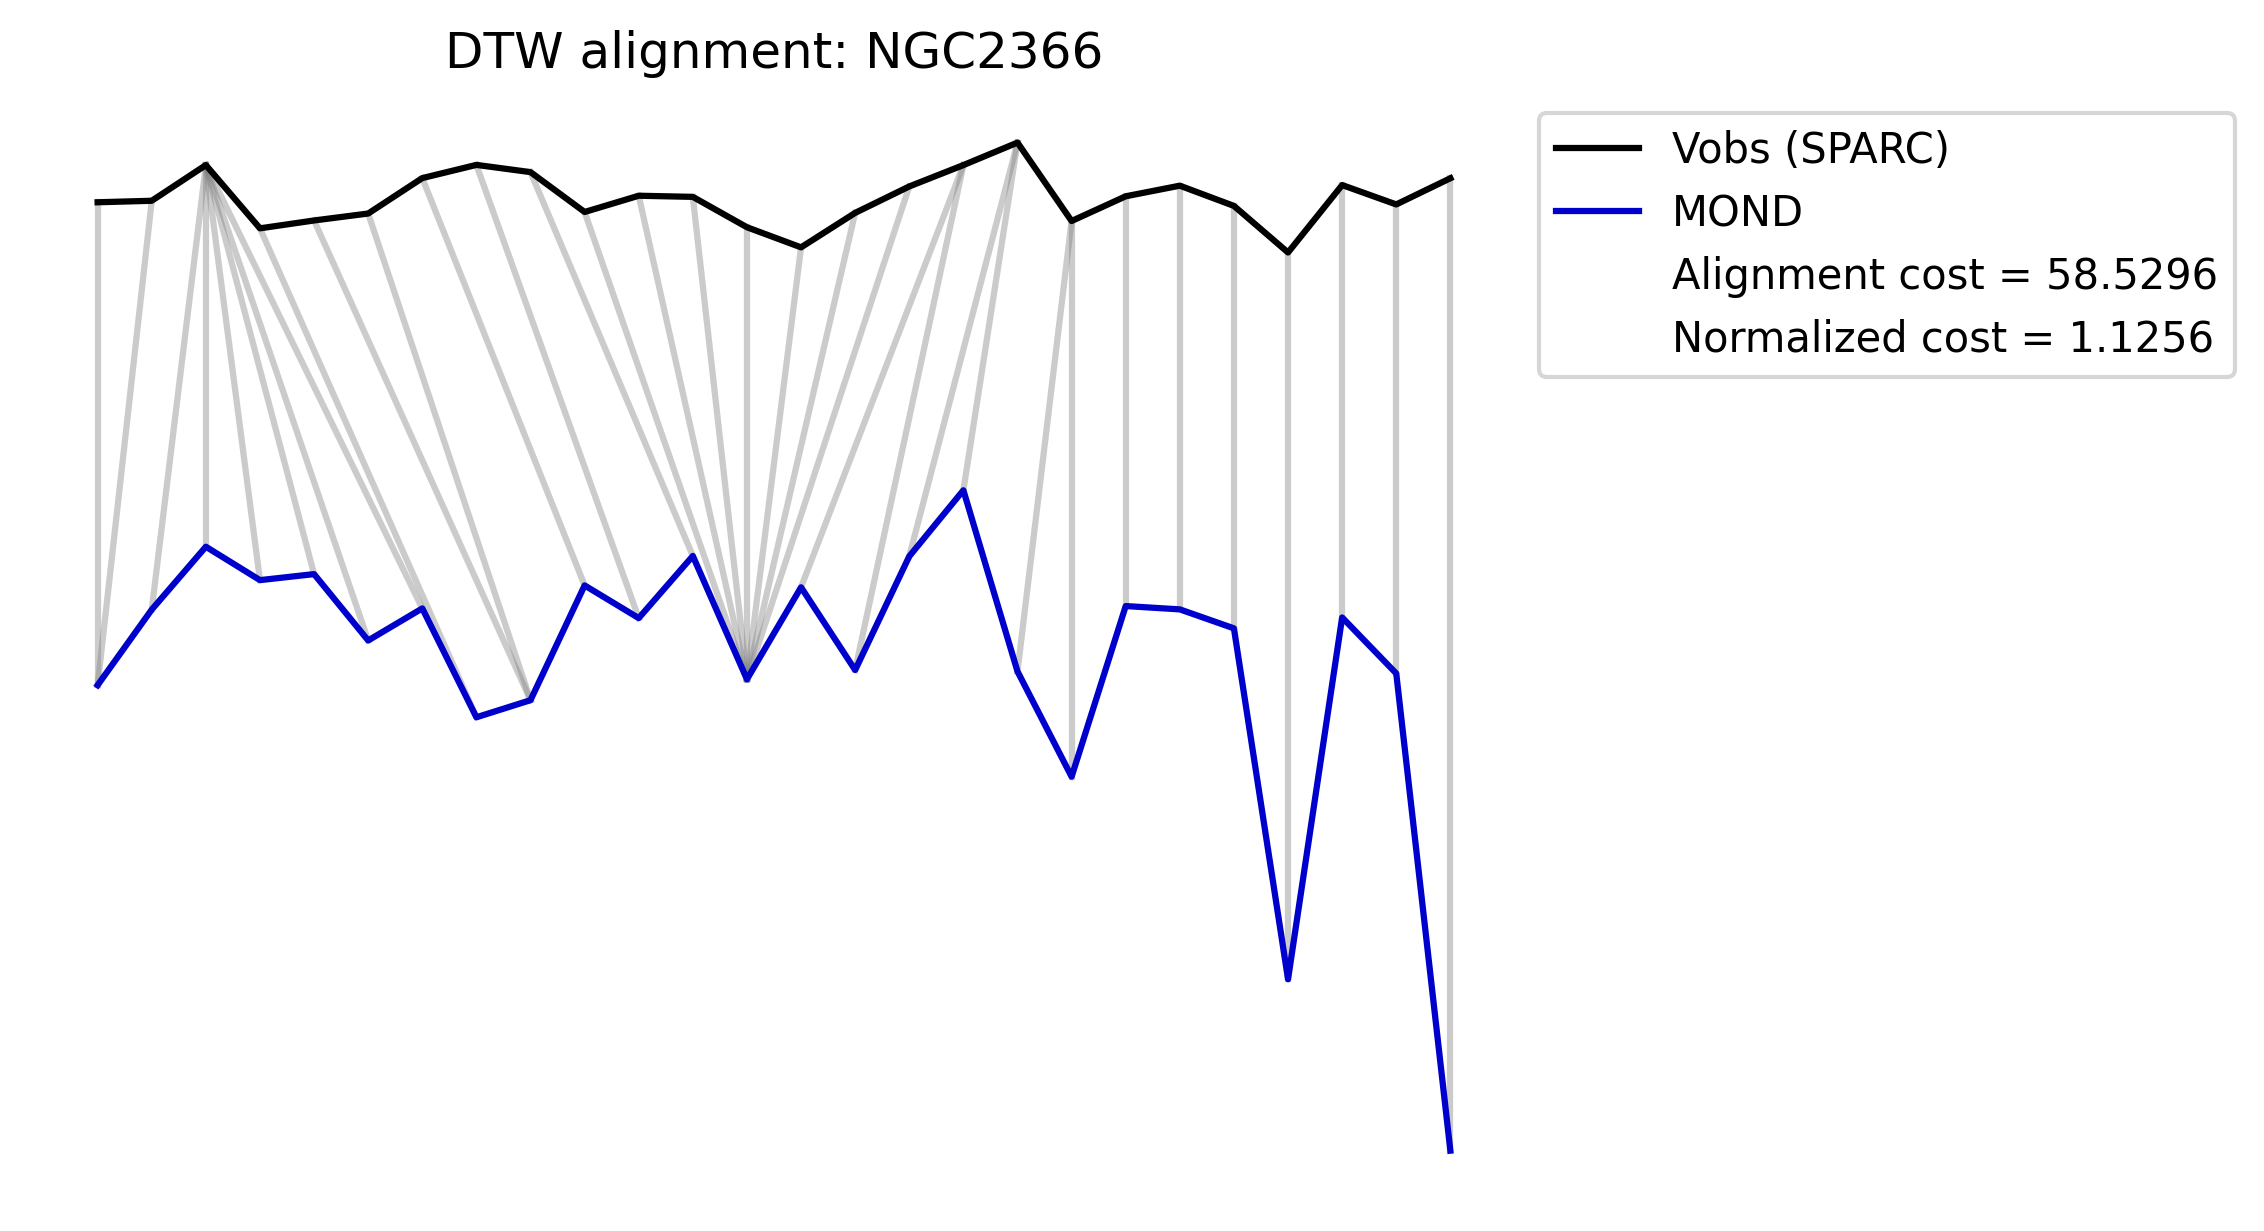 DTW alignment: NGC2366
Vobs (SPARC)
MOND
Alignment cost = 58.5296
Normalized cost = 1.1256